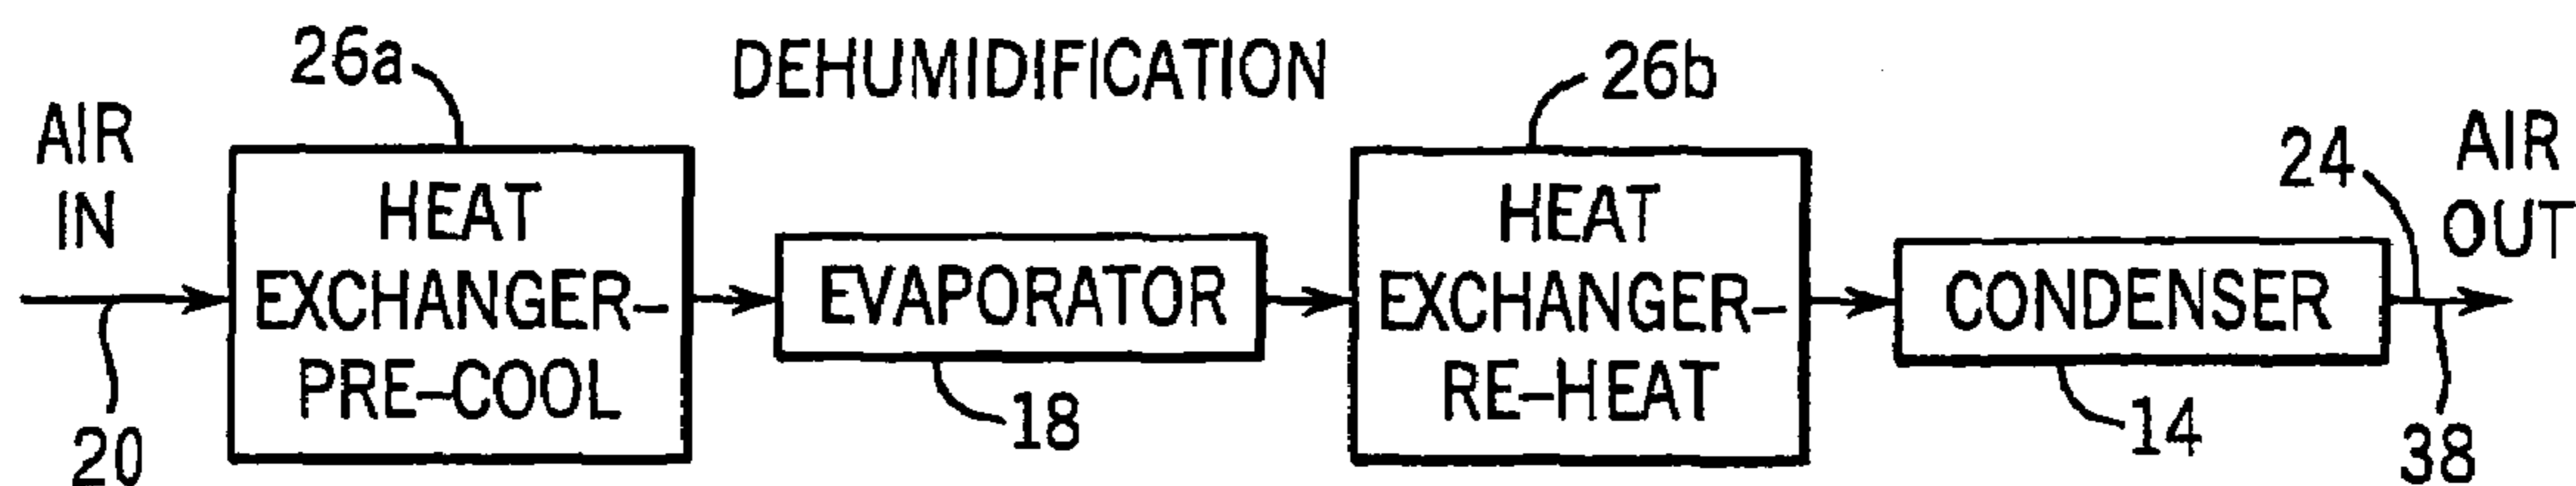 26a
DEHUMIDIFICATION
26b
AIR
IN
HEAT
EXCHANGER–
PRE–COOL
EVAPORATOR
HEAT
EXCHANGER–
RE–HEAT
CONDENSER
24
AIR
OUT
20
18
14
38